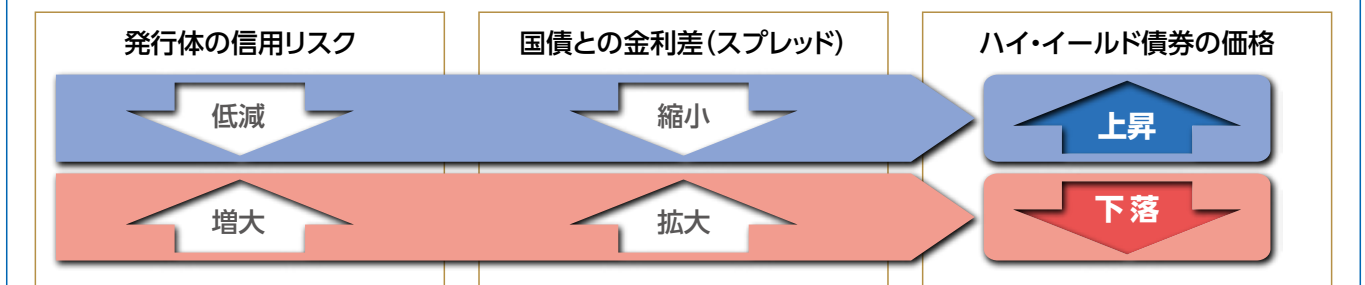 発行体の信用リスク
国債との金利差(スプレッド)
ハイ・イールド債券の価格
低減
縮小
上昇
増大
拡大
下落